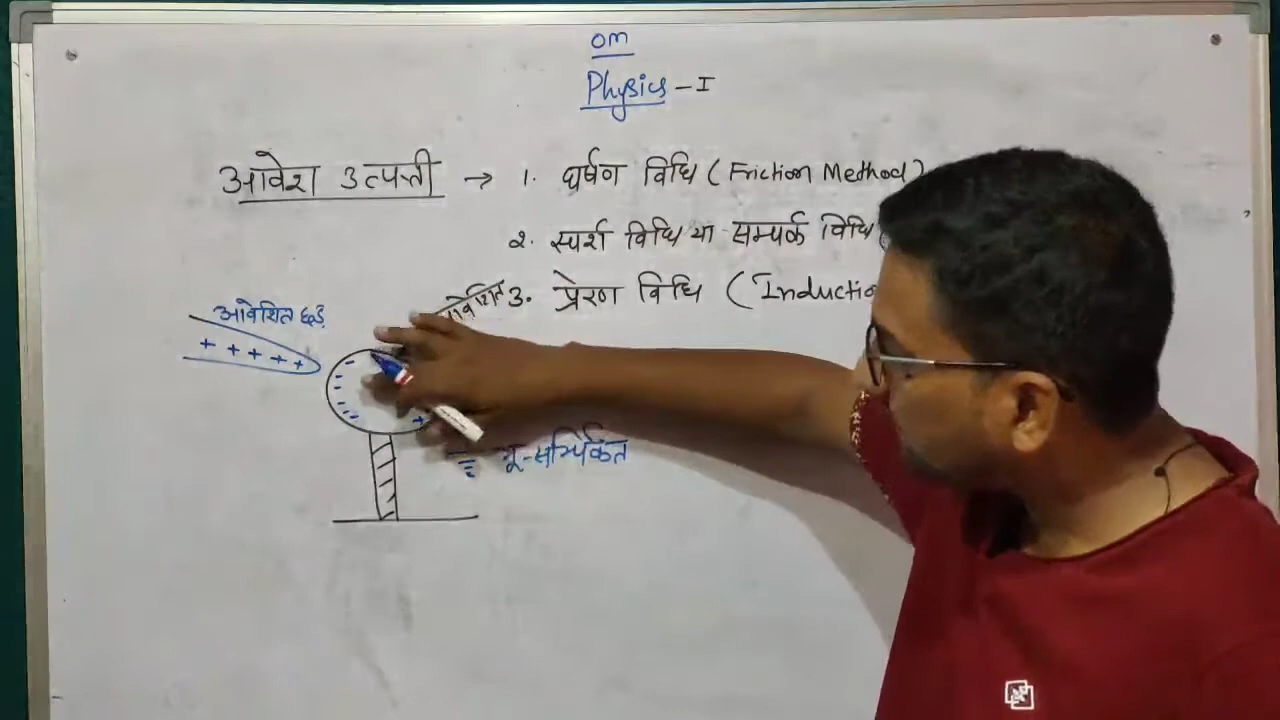 om
Physics - I
आवेश उत्पत्ती → 1. घर्षण विधि (Friction Method)
2. स्पर्श विधि या सम्पर्क विधि (
3. प्रेरण विधि (Inductio
आवेशित छड़
+ + + + +
- - - - - -
+
भू-सम्पर्कित